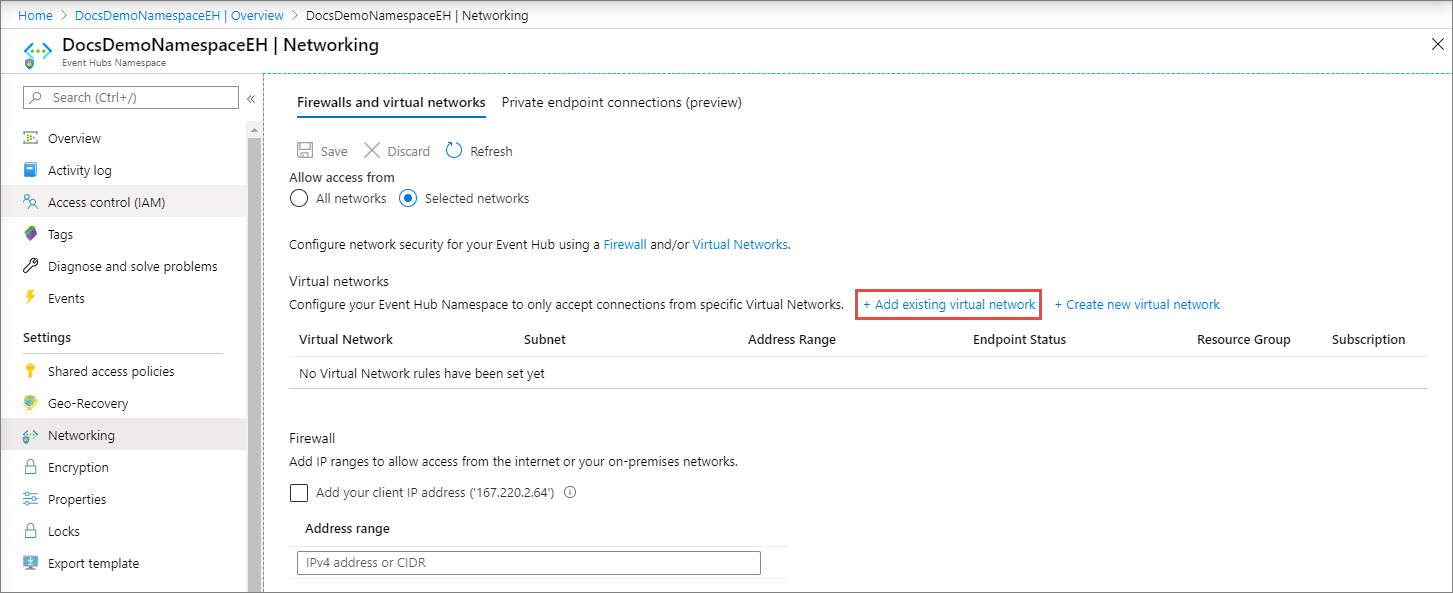 Home > DocsDemoNamespaceEH | Overview > DocsDemoNamespaceEH | Networking
DocsDemoNamespaceEH | Networking
Event Hubs Namespace
Search (Ctrl+/)
«
Overview
Activity log
Access control (IAM)
Tags
Diagnose and solve problems
Events
Settings
Shared access policies
Geo-Recovery
Networking
Encryption
Properties
Locks
Export template
Firewalls and virtual networks Private endpoint connections (preview)
Save Discard Refresh
Allow access from
All networks Selected networks
Configure network security for your Event Hub using a Firewall and/or Virtual Networks.
Virtual networks
Configure your Event Hub Namespace to only accept connections from specific Virtual Networks. + Add existing virtual network + Create new virtual network
Virtual Network Subnet Address Range Endpoint Status Resource Group Subscription
No Virtual Network rules have been set yet
Firewall
Add IP ranges to allow access from the internet or your on-premises networks.
Add your client IP address ('167.220.2.64')
Address range
IPv4 address or CIDR